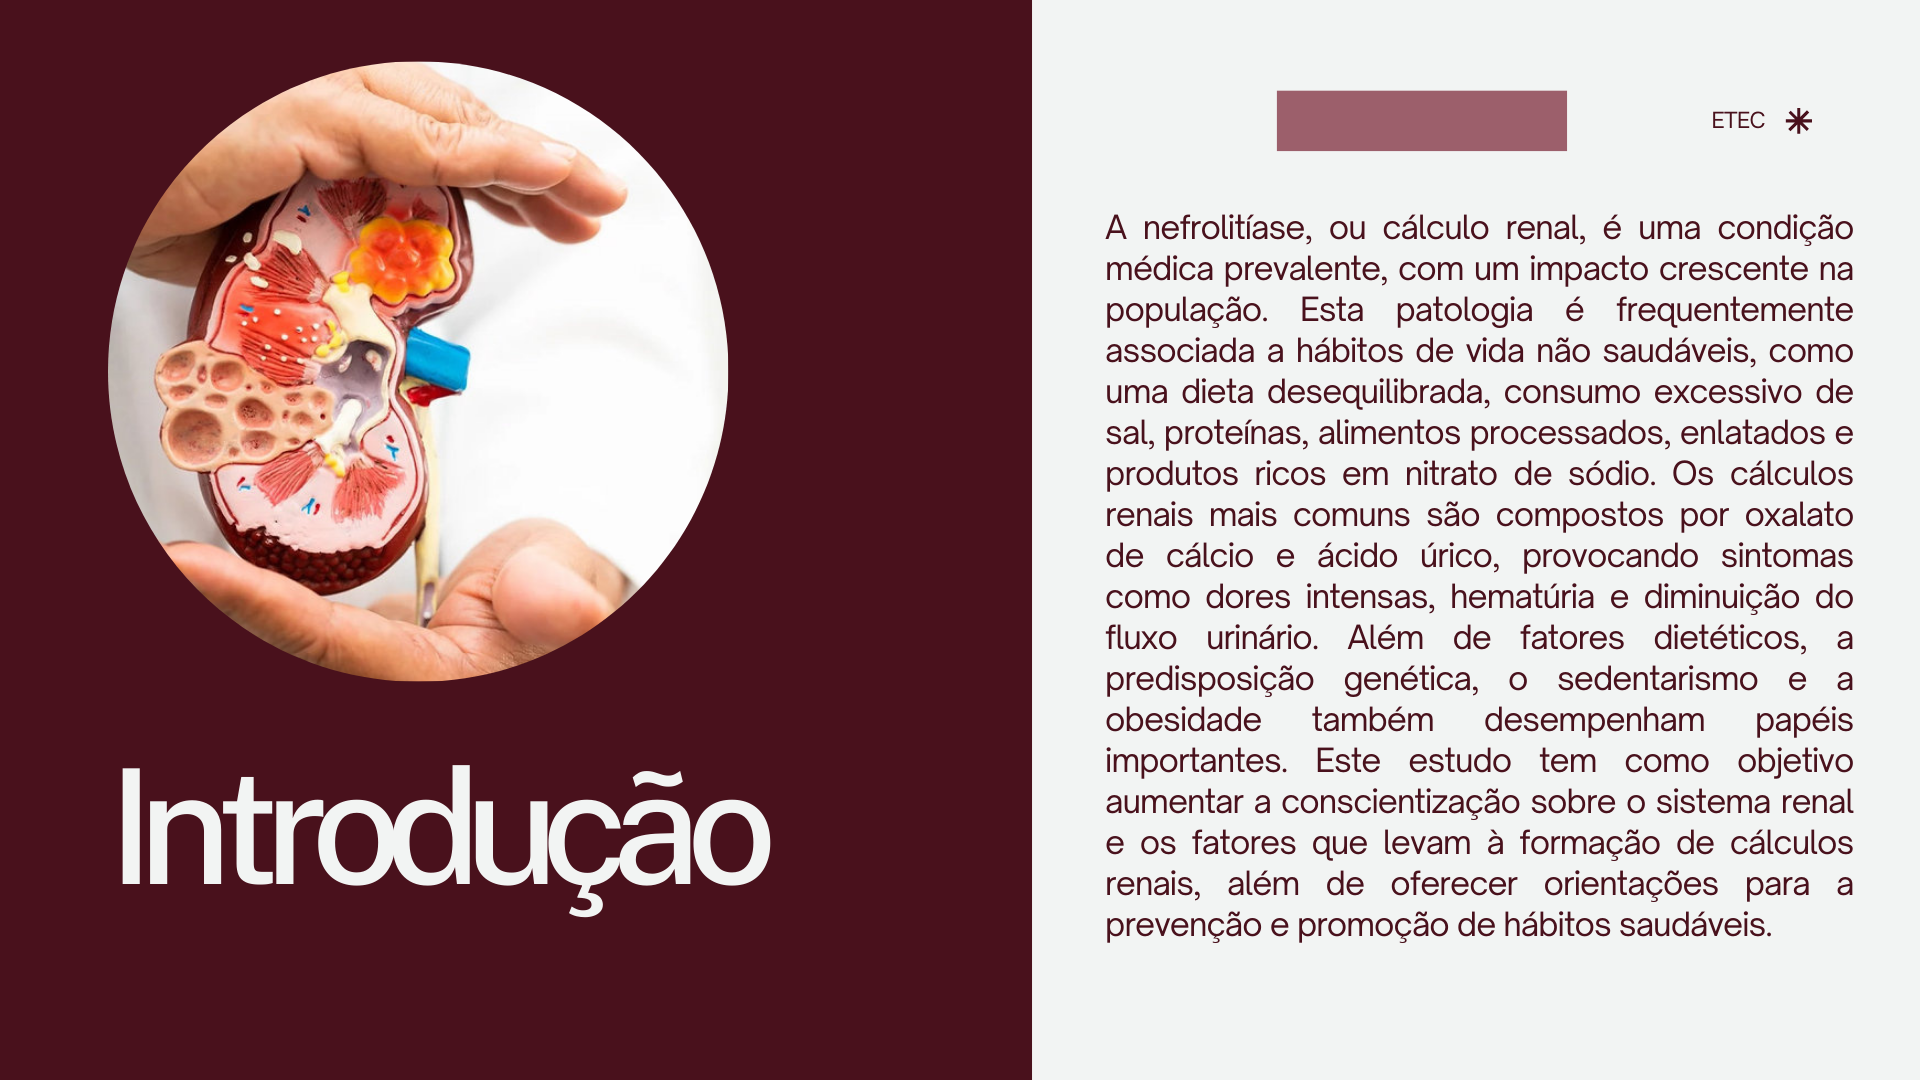 Introdução
ETEC
A nefrolitíase, ou cálculo renal, é uma condição
médica prevalente, com um impacto crescente na
população. Esta patologia é frequentemente
associada a hábitos de vida não saudáveis, como
uma dieta desequilibrada, consumo excessivo de
sal, proteínas, alimentos processados, enlatados e
produtos ricos em nitrato de sódio. Os cálculos
renais mais comuns são compostos por oxalato
de cálcio e ácido úrico, provocando sintomas
como dores intensas, hematúria e diminuição do
fluxo urinário. Além de fatores dietéticos, a
predisposição genética, o sedentarismo e a
obesidade também desempenham papéis
importantes. Este estudo tem como objetivo
aumentar a conscientização sobre o sistema renal
e os fatores que levam à formação de cálculos
renais, além de oferecer orientações para a
prevenção e promoção de hábitos saudáveis.